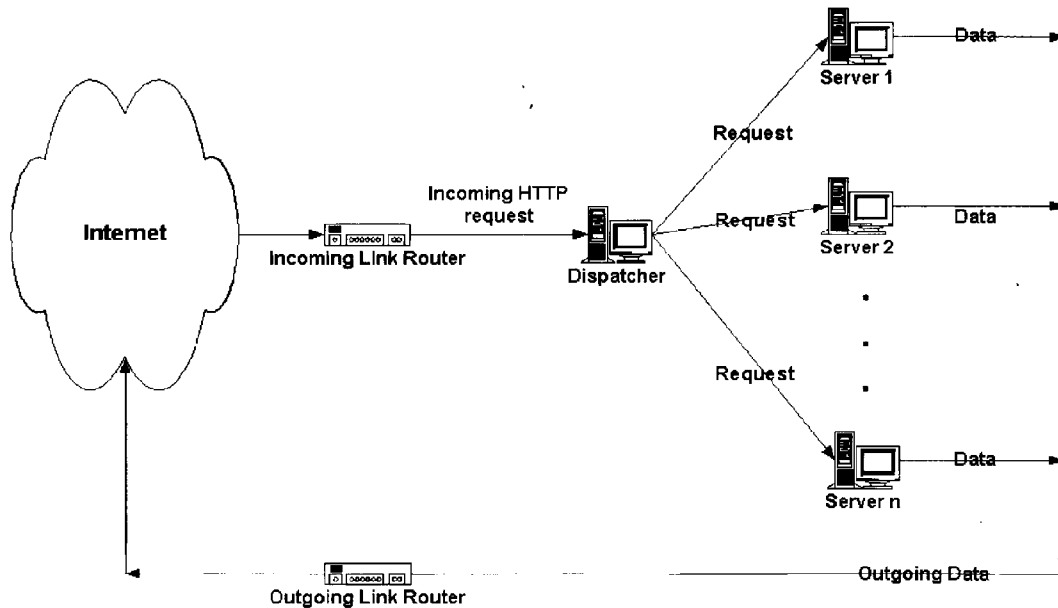 Data
Server 1
Request
Incoming HTTP
request
Internet
Request
Data
Incoming Link Router
Server 2
Dispatcher
Request
Data
Server n
Outgoing Data
Outgoing Link Router